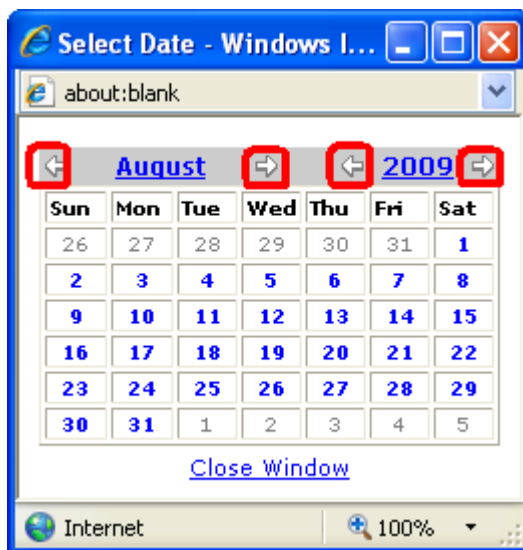 Select Date - Windows I...
about:blank
August 2009
Sun Mon Tue Wed Thu Fri Sat
26 27 28 29 30 31 1
2 3 4 5 6 7 8
9 10 11 12 13 14 15
16 17 18 19 20 21 22
23 24 25 26 27 28 29
30 31 1 2 3 4 5
Close Window
Internet 100%